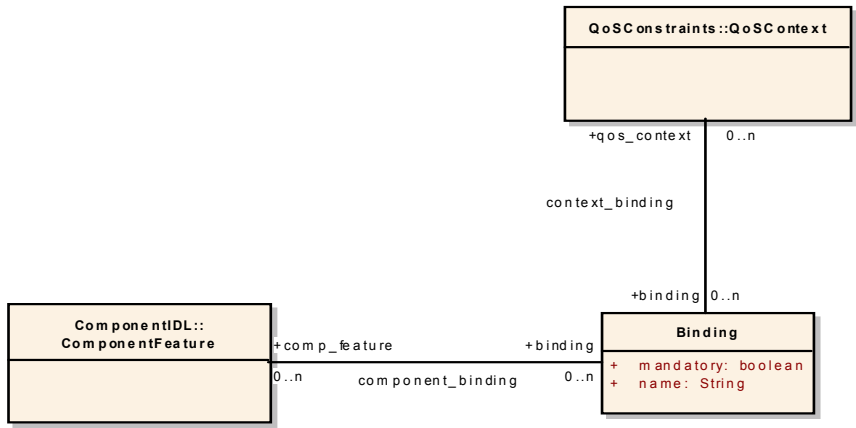 QoSConstraints::QoSContext
+qos_context 0..n
context_binding
+binding 0..n
ComponentIDL::
ComponentFeature
+comp_feature +binding
0..n component_binding 0..n
Binding
+ mandatory: boolean
+ name: String